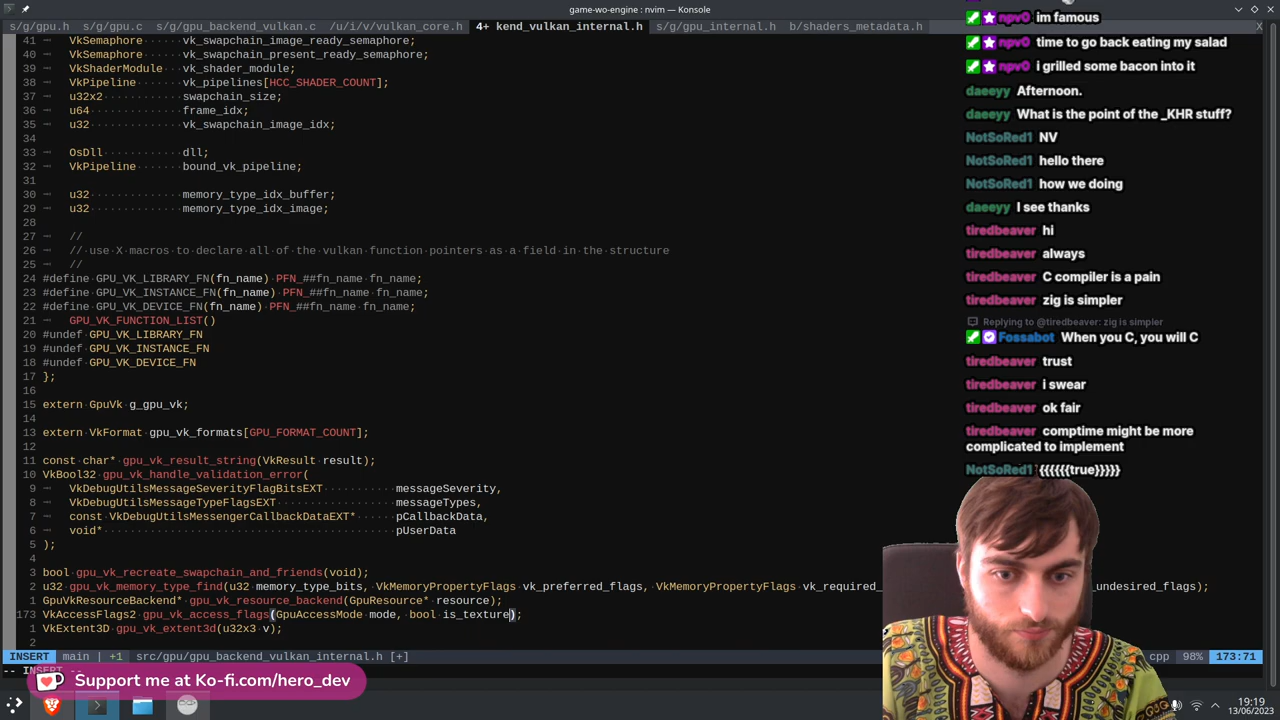 game-wo-engine : nvim — Konsole
s/g/gpu.h s/g/gpu.c s/g/gpu_backend_vulkan.c /u/i/v/vulkan_core.h 4+ kend_vulkan_internal.h s/g/gpu_internal.h b/shaders_metadata.h X
41 VkSemaphore vk_swapchain_image_ready_semaphore;
40 VkSemaphore vk_swapchain_present_ready_semaphore;
39 VkShaderModule vk_shader_module;
38 VkPipeline vk_pipelines[HCC_SHADER_COUNT];
37 u32x2 swapchain_size;
36 u64 frame_idx;
35 u32 vk_swapchain_image_idx;
34
33 OsDll dll;
32 VkPipeline bound_vk_pipeline;
31
30 u32 memory_type_idx_buffer;
29 u32 memory_type_idx_image;
28
27 //
26 // use X macros to declare all of the vulkan function pointers as a field in the structure
25 //
24 #define GPU_VK_LIBRARY_FN(fn_name) PFN_##fn_name fn_name;
23 #define GPU_VK_INSTANCE_FN(fn_name) PFN_##fn_name fn_name;
22 #define GPU_VK_DEVICE_FN(fn_name) PFN_##fn_name fn_name;
21 GPU_VK_FUNCTION_LIST()
20 #undef GPU_VK_LIBRARY_FN
19 #undef GPU_VK_INSTANCE_FN
18 #undef GPU_VK_DEVICE_FN
17 };
16
15 extern GpuVk g_gpu_vk;
14
13 extern VkFormat gpu_vk_formats[GPU_FORMAT_COUNT];
12
11 const char* gpu_vk_result_string(VkResult result);
10 VkBool32 gpu_vk_handle_validation_error(
9 VkDebugUtilsMessageSeverityFlagBitsEXT messageSeverity,
8 VkDebugUtilsMessageTypeFlagsEXT messageTypes,
7 const VkDebugUtilsMessengerCallbackDataEXT* pCallbackData,
6 void* pUserData
5 );
4
3 bool gpu_vk_recreate_swapchain_and_friends(void);
2 u32 gpu_vk_memory_type_find(u32 memory_type_bits, VkMemoryPropertyFlags vk_preferred_flags, VkMemoryPropertyFlags vk_required_ undesired_flags);
1 GpuVkResourceBackend* gpu_vk_resource_backend(GpuResource* resource);
173 VkAccessFlags2 gpu_vk_access_flags(GpuAccessMode mode, bool is_texture);
1 VkExtent3D gpu_vk_extent3d(u32x3 v);
2
INSERT main | +1 src/gpu/gpu_backend_vulkan_internal.h [+] cpp 98% 173:71
-- INSERT --
Support me at Ko-fi.com/hero_dev
19:19
13/06/2023
npv0 im famous
npv0 time to go back eating my salad
npv0 i grilled some bacon into it
daeeyy Afternoon.
daeeyy What is the point of the _KHR stuff?
NotSoRed1 NV
NotSoRed1 hello there
NotSoRed1 how we doing
daeeyy I see thanks
tiredbeaver hi
tiredbeaver always
tiredbeaver C compiler is a pain
tiredbeaver zig is simpler
Replying to @tiredbeaver: zig is simpler
Fossabot When you C, you will C
tiredbeaver trust
tiredbeaver i swear
tiredbeaver ok fair
tiredbeaver comptime might be more
complicated to implement
NotSoRed1 {{{{{{true}}}}}